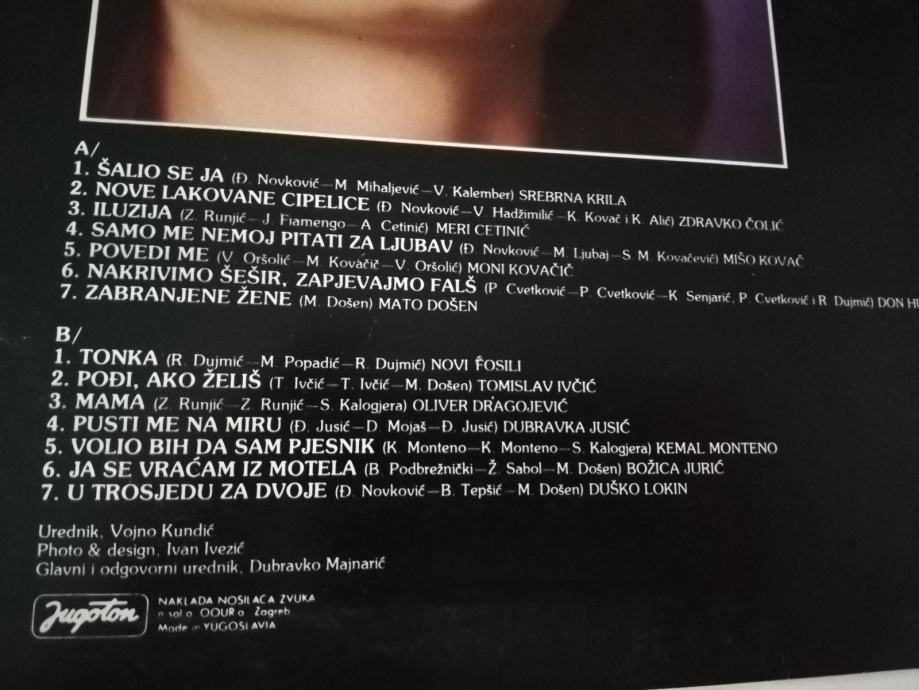 A/
1. ŠALIO SE JA (Đ. Novković–M. Mihaljević–V. Kalember) SREBRNA KRILA
2. NOVE LAKOVANE CIPELICE (Đ. Novković–V. Hadžimilić–K. Kovač i K. Alić) ZDRAVKO ČOLIĆ
3. ILUZIJA (Z. Runjić–J. Fiamengo–A. Cetinić) MERI CETINIĆ
4. SAMO ME NEMOJ PITATI ZA LJUBAV (Đ. Novković–M. Ljubaj–S. M. Kovačević) MIŠO KOVAČ
5. POVEDI ME (V. Oršolić–M. Kovačič–V. Oršolić) MONI KOVAČIČ
6. NAKRIVIMO ŠEŠIR, ZAPJEVAJMO FALŠ (P. Cvetković–P. Cvetković–K. Senjarić, P. Cvetković i R. Dujmić) DON
7. ZABRANJENE ŽENE (M. Došen) MATO DOŠEN
B/
1. TONKA (R. Dujmić–M. Popadić–R. Dujmić) NOVI FOSILI
2. POĐI, AKO ŽELIŠ (T. Ivčić–T. Ivčić–M. Došen) TOMISLAV IVČIĆ
3. MAMA (Z. Runjić–Z. Runjić–S. Kalogjera) OLIVER DRAGOJEVIĆ
4. PUSTI ME NA MIRU (Đ. Jusić–D. Mojaš–Đ. Jusić) DUBRAVKA JUSIĆ
5. VOLIO BIH DA SAM PJESNIK (K. Monteno–K. Monteno–S. Kalogjera) KEMAL MONTENO
6. JA SE VRAĆAM IZ MOTELA (B. Podbrežnički–Ž. Sabol–M. Došen) BOŽICA JURIĆ
7. U TROSJEDU ZA DVOJE (Đ. Novković–B. Tepšić–M. Došen) DUŠKO LOKIN
Urednik, Vojno Kundić
Photo & design, Ivan Ivezić
Glavni i odgovorni urednik, Dubravko Majnarić
Jugoton
NAKLADA NOSILACA ZVUKA
n sol o OOUR a Zagreb
Made in YUGOSLAVIA